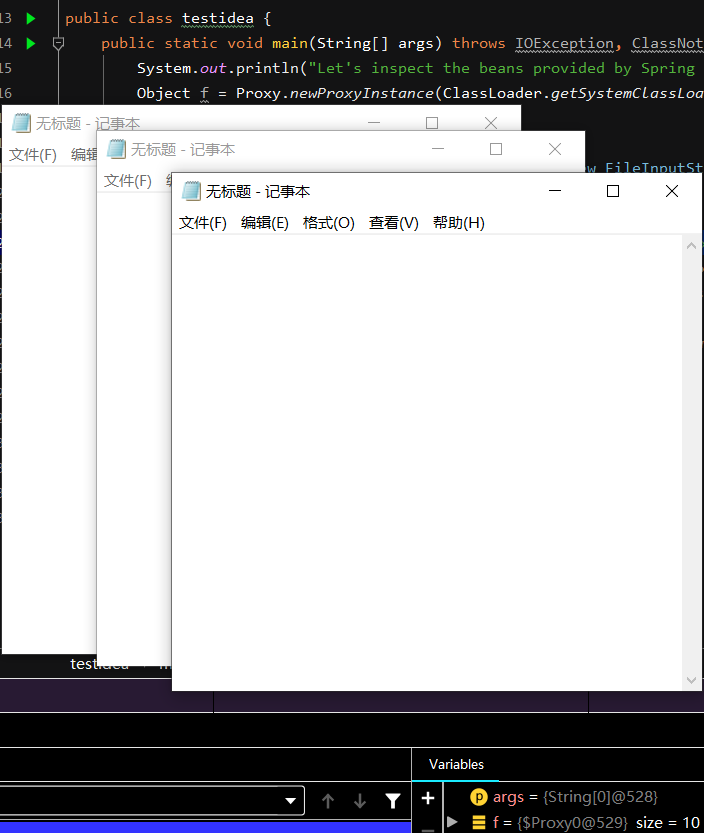 13 public class testidea {
14 public static void main(String[] args) throws IOException, ClassNot
15 System.out.println("Let's inspect the beans provided by Spring
16 Object f = Proxy.newProxyInstance(ClassLoader.getSystemClassLoa
无标题 - 记事本
文件(F) 编辑
无标题 - 记事本
文件(F)
FileInputSt
无标题 - 记事本
文件(F) 编辑(E) 格式(O) 查看(V) 帮助(H)
testidea
Variables
args = {String[0]@528}
f = {$Proxy0@529} size = 10